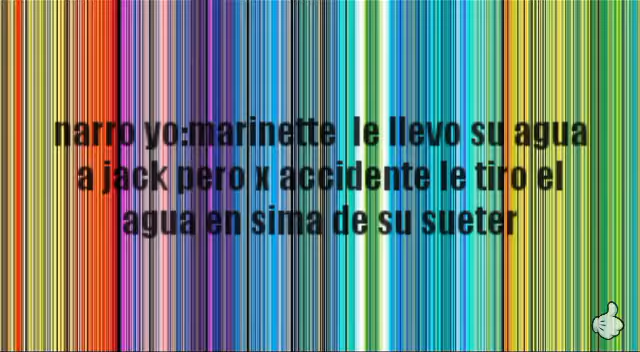 narro yo:marinette le llevo su agua
a jack pero x accidente le tiro el
agua en sima de su sueter